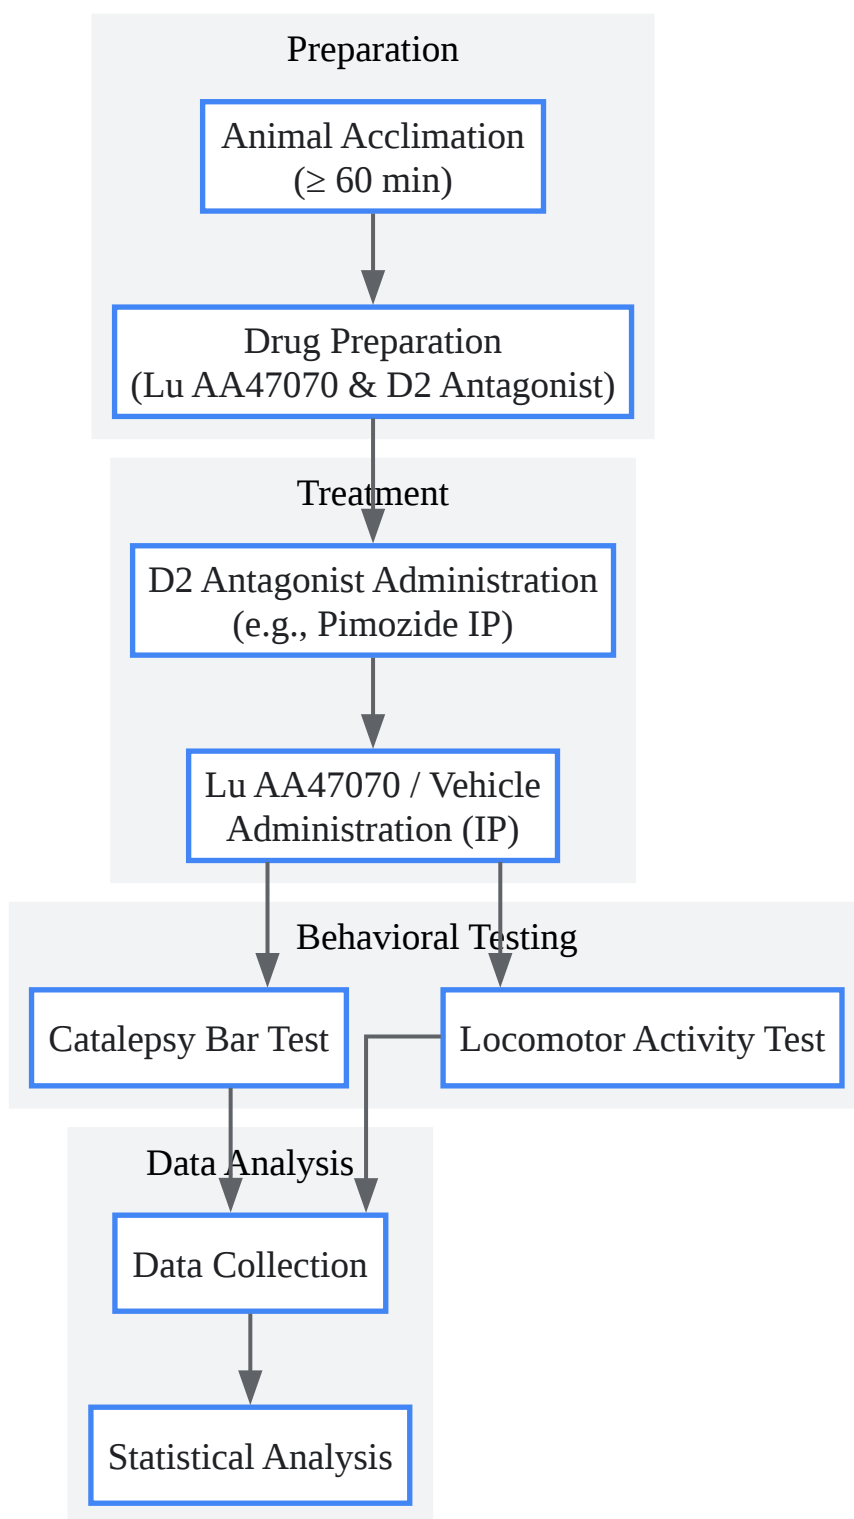 Preparation
Animal Acclimation
(≥ 60 min)
Drug Preparation
(Lu AA47070 & D2 Antagonist)
Treatment
D2 Antagonist Administration
(e.g., Pimozide IP)
Lu AA47070 / Vehicle
Administration (IP)
Behavioral Testing
Catalepsy Bar Test
Locomotor Activity Test
Data Analysis
Data Collection
Statistical Analysis